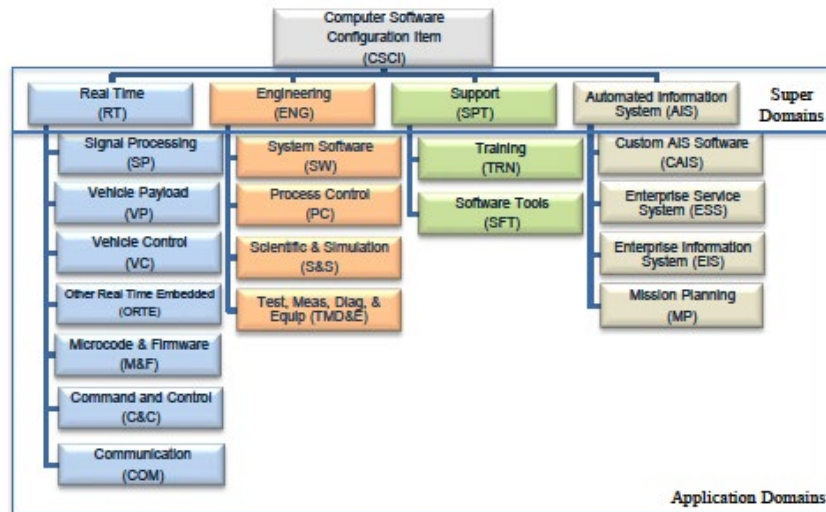 Computer Software
Configuration Item
(CSCI)
Real Time
(RT)
Engineering
(ENG)
Support
(SPT)
Automated Information
System (AIS)
Super
Domains
Signal Processing
(SP)
Vehicle Payload
(VP)
Vehicle Control
(VC)
Other Real Time Embedded
(ORTE)
Microcode & Firmware
(M&F)
Command and Control
(C&C)
Communication
(COM)
System Software
(SW)
Process Control
(PC)
Scientific & Simulation
(S&S)
Test, Meas, Diag, &
Equip (TMD&E)
Training
(TRN)
Software Tools
(SFT)
Custom AIS Software
(CAIS)
Enterprise Service
System (ESS)
Enterprise Information
System (EIS)
Mission Planning
(MP)
Application Domains